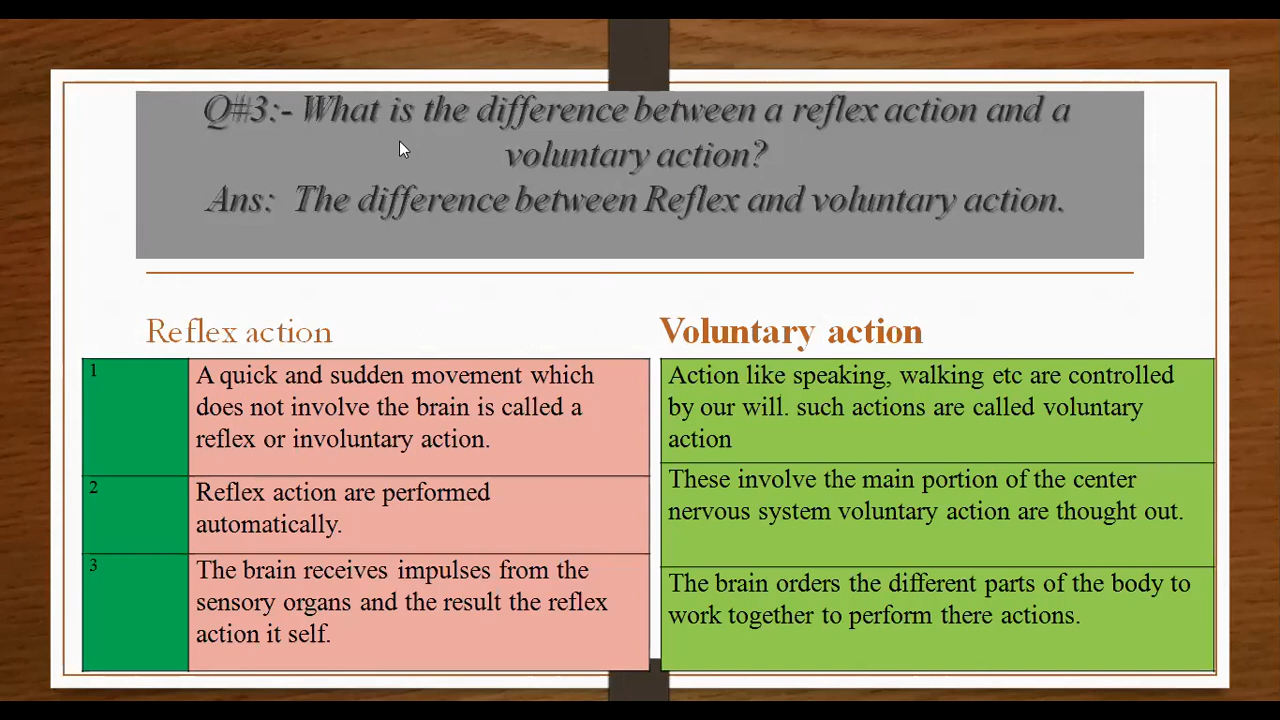 Q#3:- What is the difference between a reflex action and a
voluntary action?
Ans: The difference between Reflex and voluntary action.
Reflex action
1
A quick and sudden movement which
does not involve the brain is called a
reflex or involuntary action.
2
Reflex action are performed
automatically.
3
The brain receives impulses from the
sensory organs and the result the reflex
action it self.
Voluntary action
Action like speaking, walking etc are controlled
by our will. such actions are called voluntary
action
These involve the main portion of the center
nervous system voluntary action are thought out.
The brain orders the different parts of the body to
work together to perform there actions.